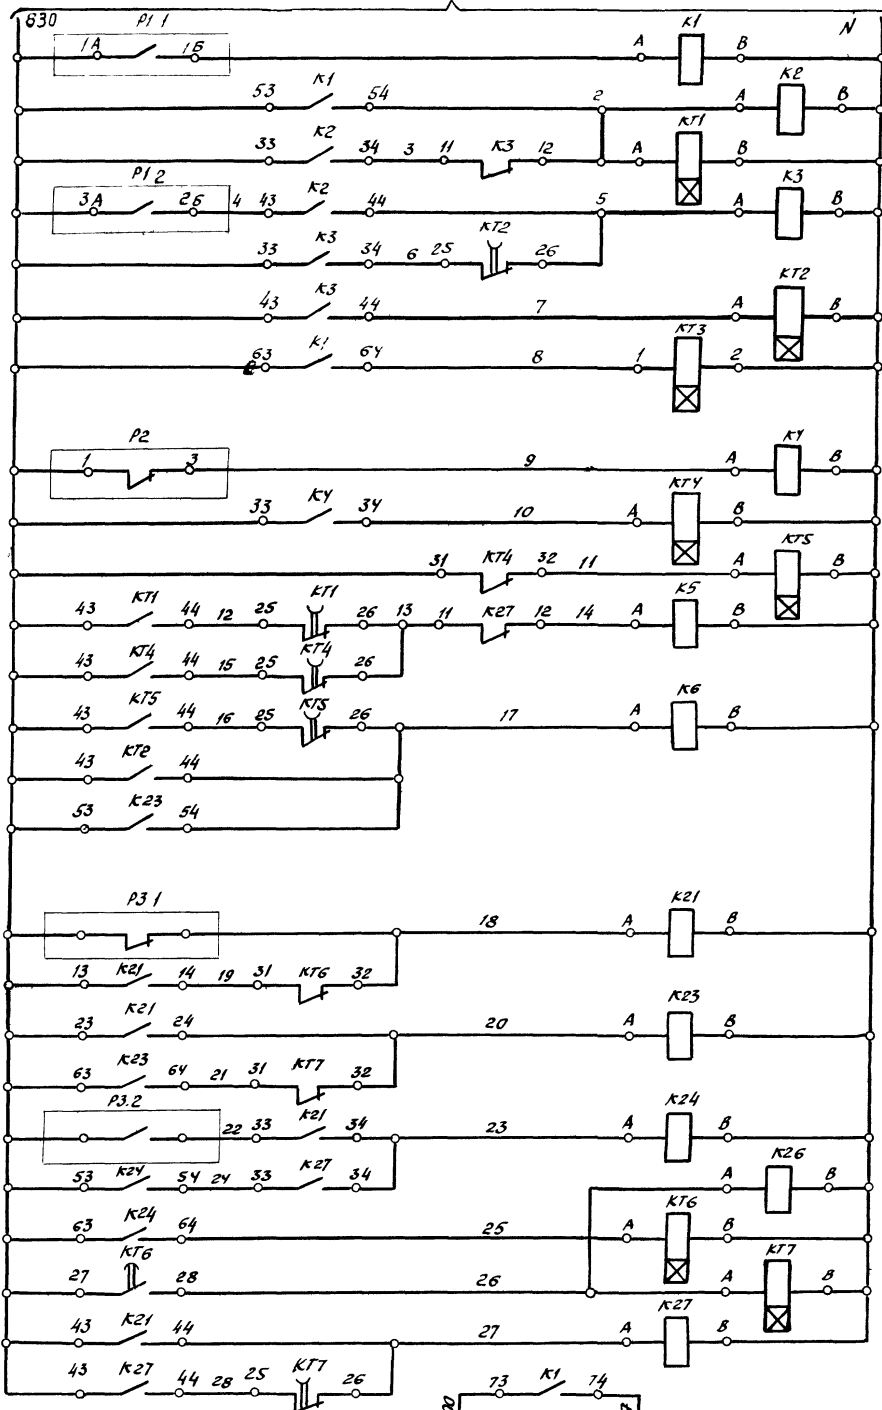 830 P1 1 K1 N
1A 1Б A B
53 K1 54 2 A K2 B
33 K2 34 3 11 K3 12 A KT1 B
P1 2
3A 2Б 4 43 K2 44 5 A K3 B
33 K3 34 6 25 KT2 26
43 K3 44 7 A KT2 B
63 K1 64 8 1 KT3 2
P2
1 3 9 A K4 B
33 K4 34 10 A KT4 B
31 KT4 32 11 A KT5 B
43 KT1 44 12 25 KT1 26 13 11 K27 12 14 A K5 B
43 KT4 44 15 25 KT4 26
43 KT5 44 16 25 KT5 26 17 A K6 B
43 KT2 44
53 K23 54
P3 1
18 A K21 B
13 K21 14 19 31 KT6 32
23 K21 24 20 A K23 B
63 K23 64 21 31 KT7 32
P3.2
22 33 K21 34 23 A K24 B
53 K24 54 24 33 K27 34 A K26 B
63 K24 64 25 A KT6 B
27 KT6 28 26 A KT7 B
43 K21 44 27 A K27 B
43 K27 44 28 25 KT7 26 73 K1 74